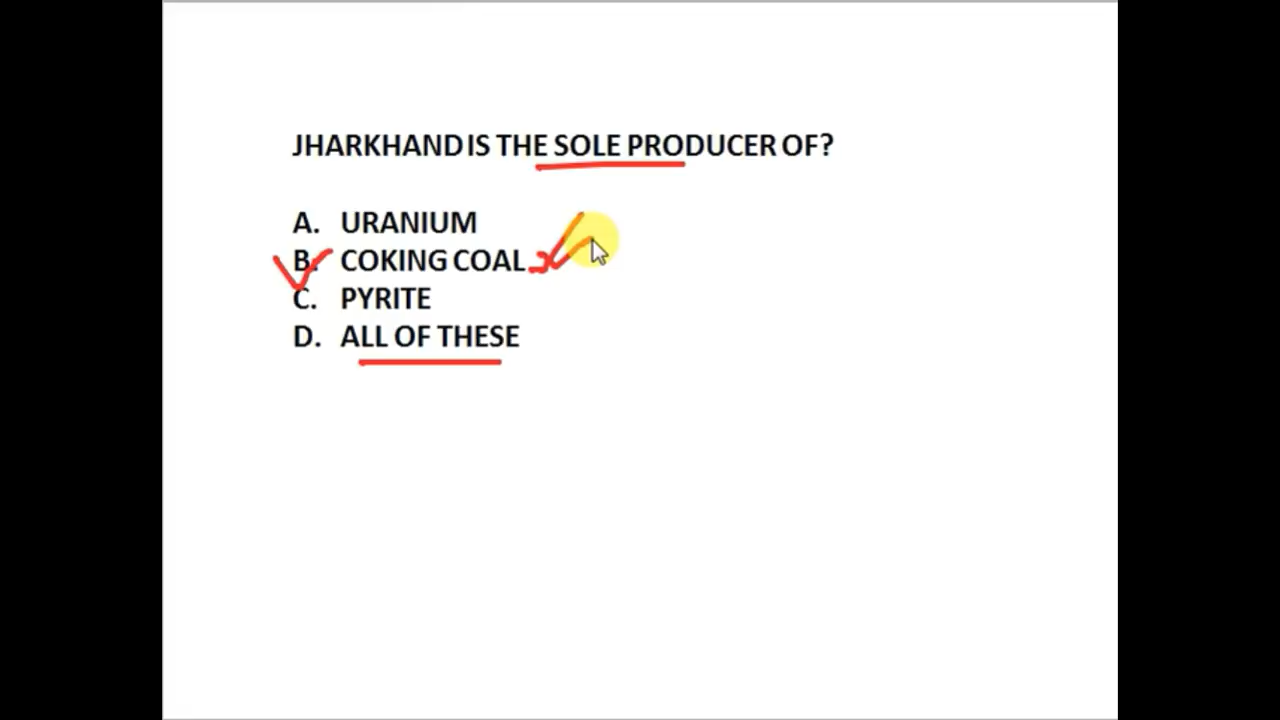 JHARKHAND IS THE SOLE PRODUCER OF?
A. URANIUM
B. COKING COAL
C. PYRITE
D. ALL OF THESE